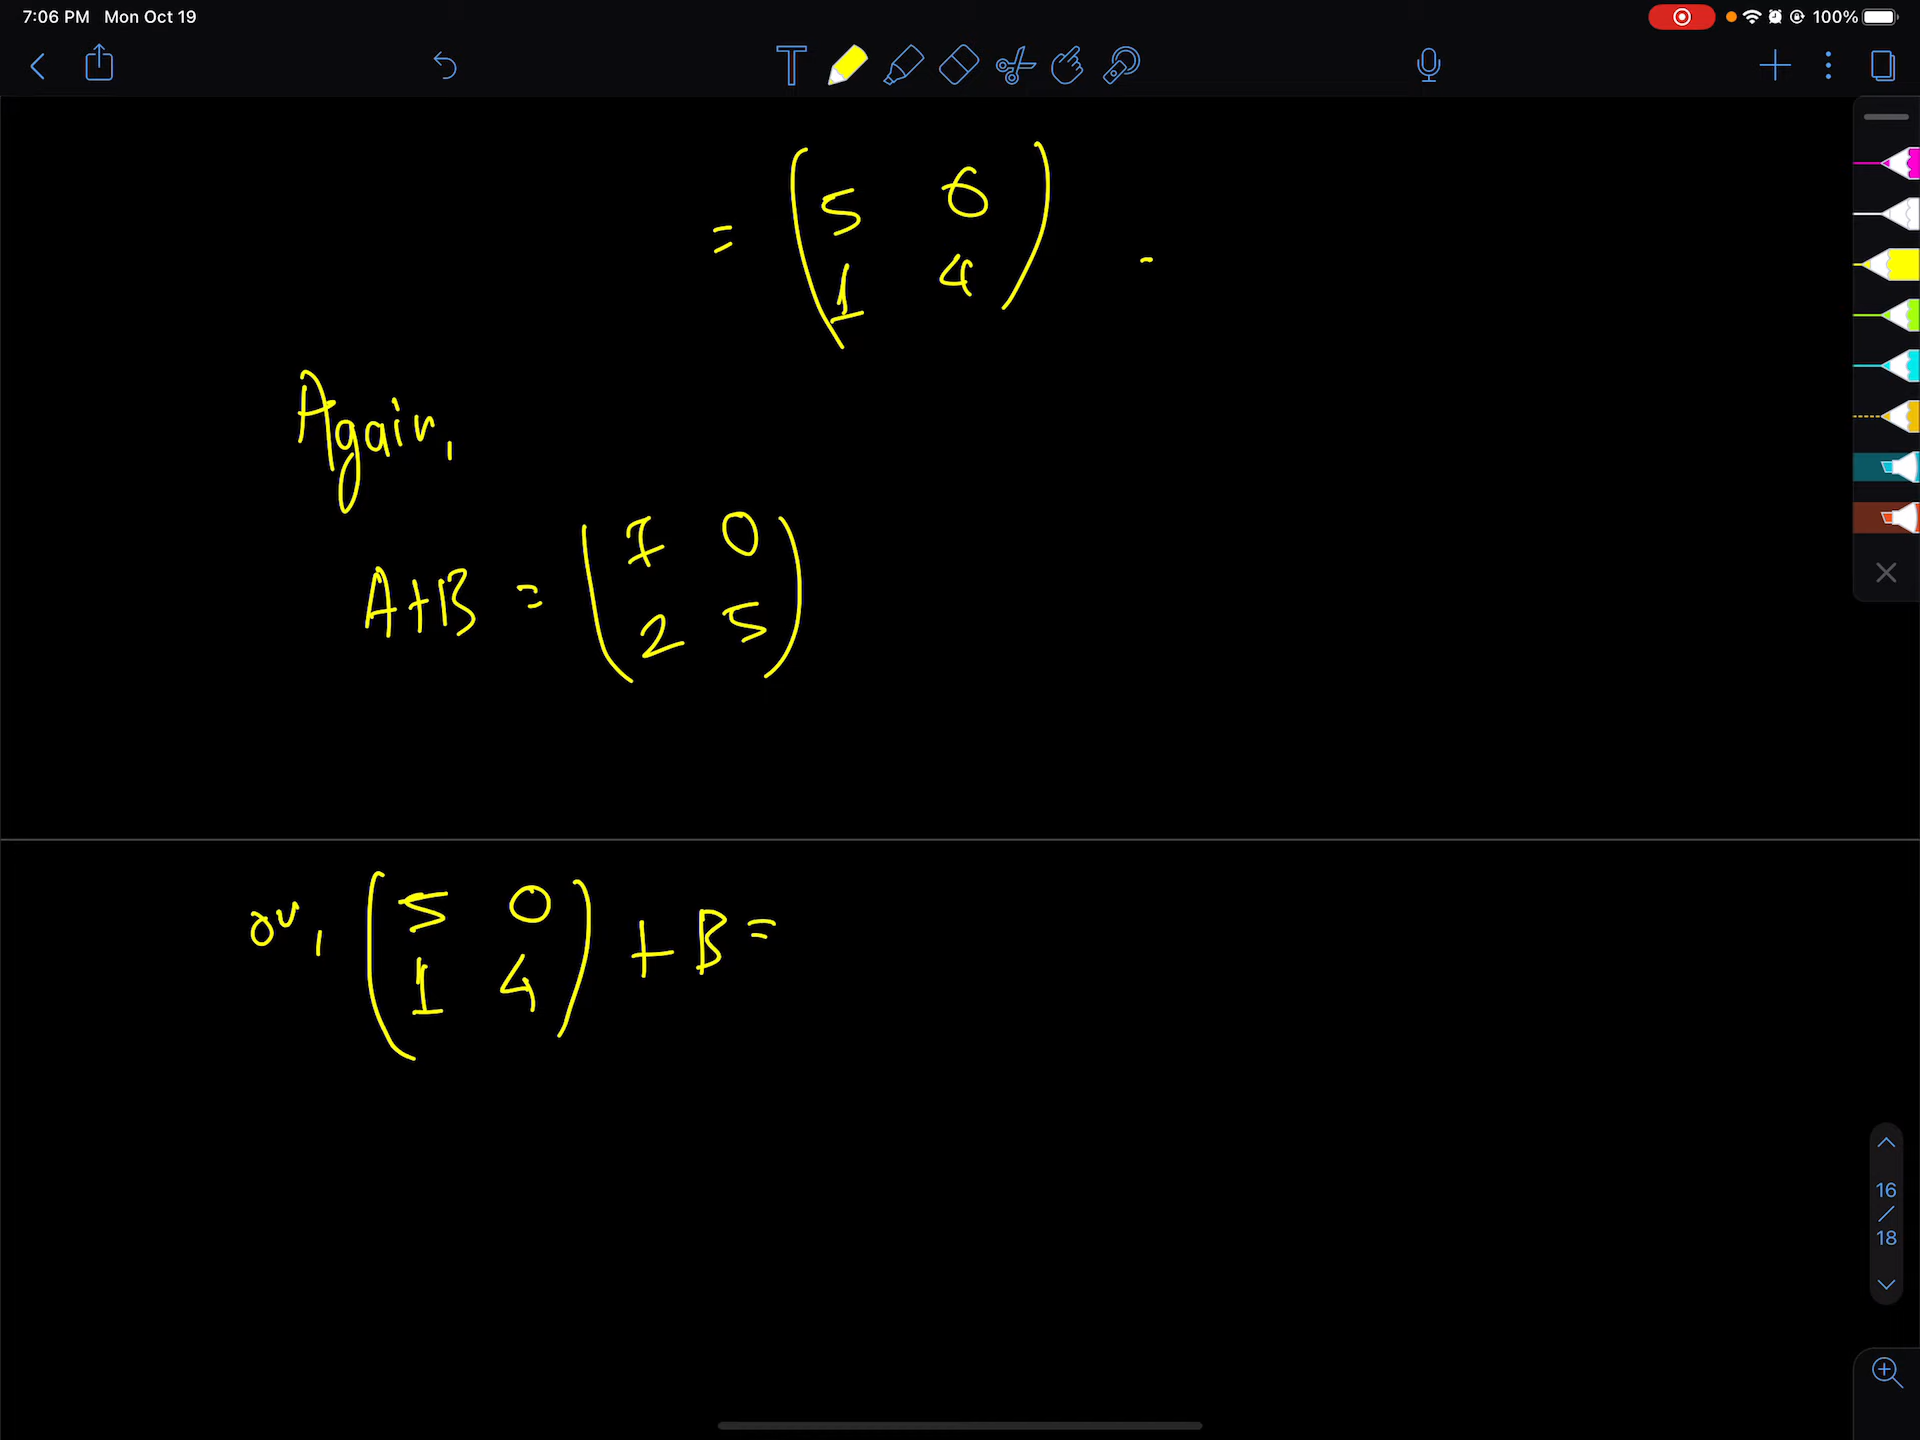 7:06 PM Mon Oct 19 100%
= ( 5 6
1 4 ) -
Again,
A+B = ( 7 0
2 5 )
or, ( 5 0
1 4 ) + B =
16
/
18